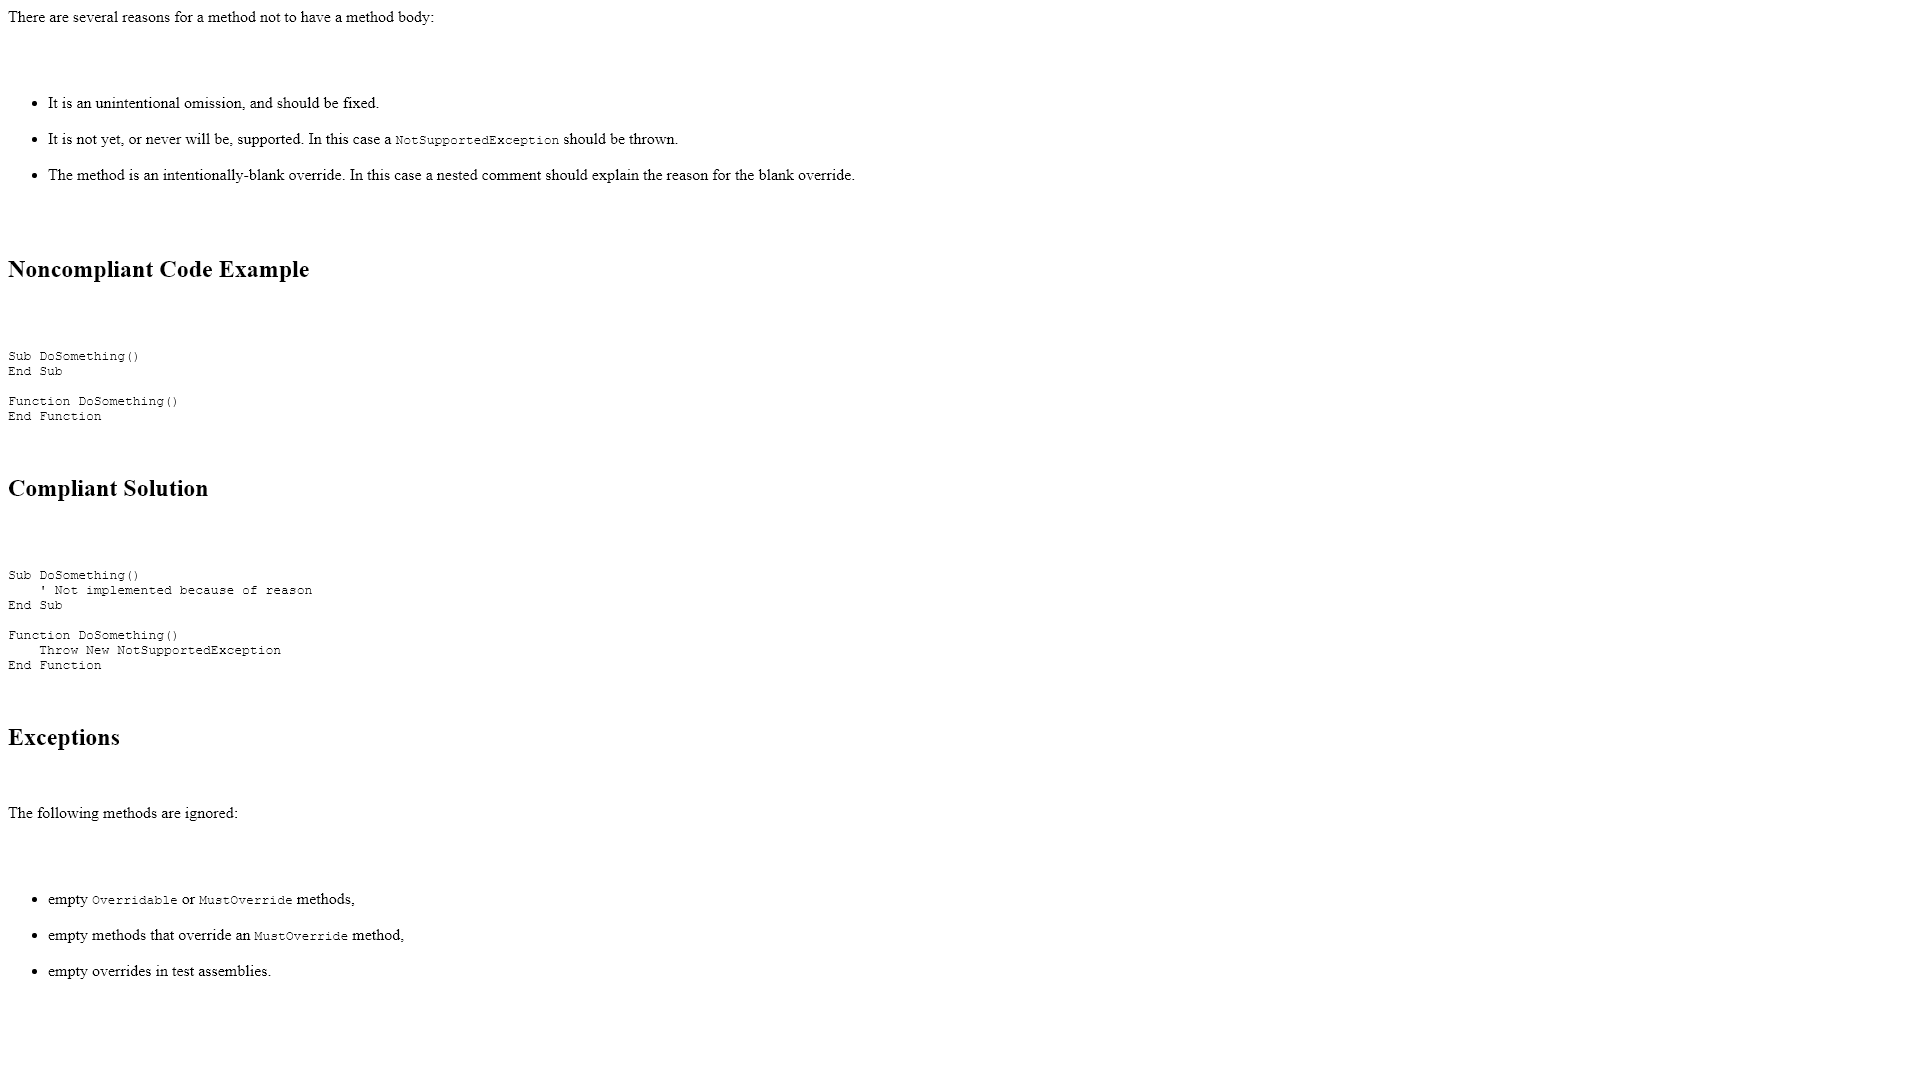 There are several reasons for a method not to have a method body:
• It is an unintentional omission, and should be fixed.
• It is not yet, or never will be, supported. In this case a NotSupportedException should be thrown.
• The method is an intentionally-blank override. In this case a nested comment should explain the reason for the blank override.
Noncompliant Code Example
Sub DoSomething()
End Sub
Function DoSomething()
End Function
Compliant Solution
Sub DoSomething()
    ' Not implemented because of reason
End Sub
Function DoSomething()
    Throw New NotSupportedException
End Function
Exceptions
The following methods are ignored:
• empty Overridable or MustOverride methods,
• empty methods that override an MustOverride method,
• empty overrides in test assemblies.